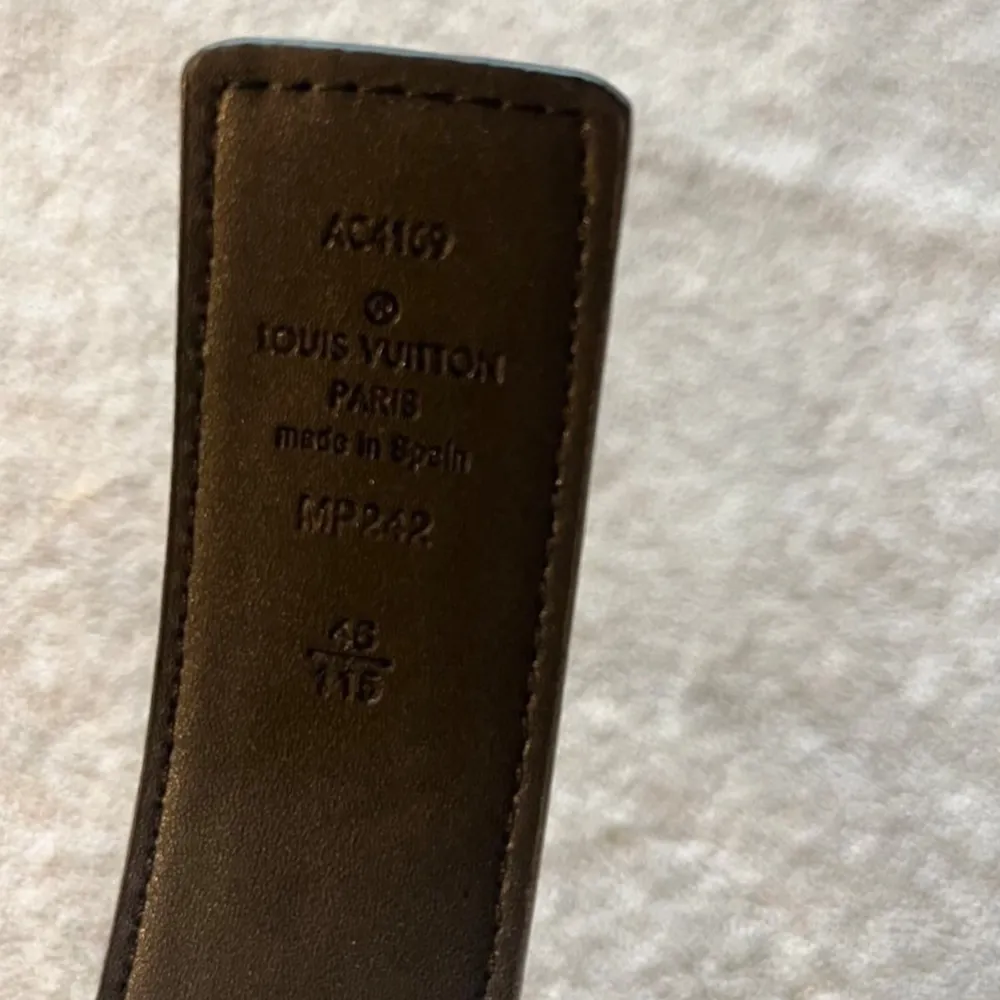 AC4169
®
LOUIS VUITTON
PARIS
made in Spain
MP242
46
115